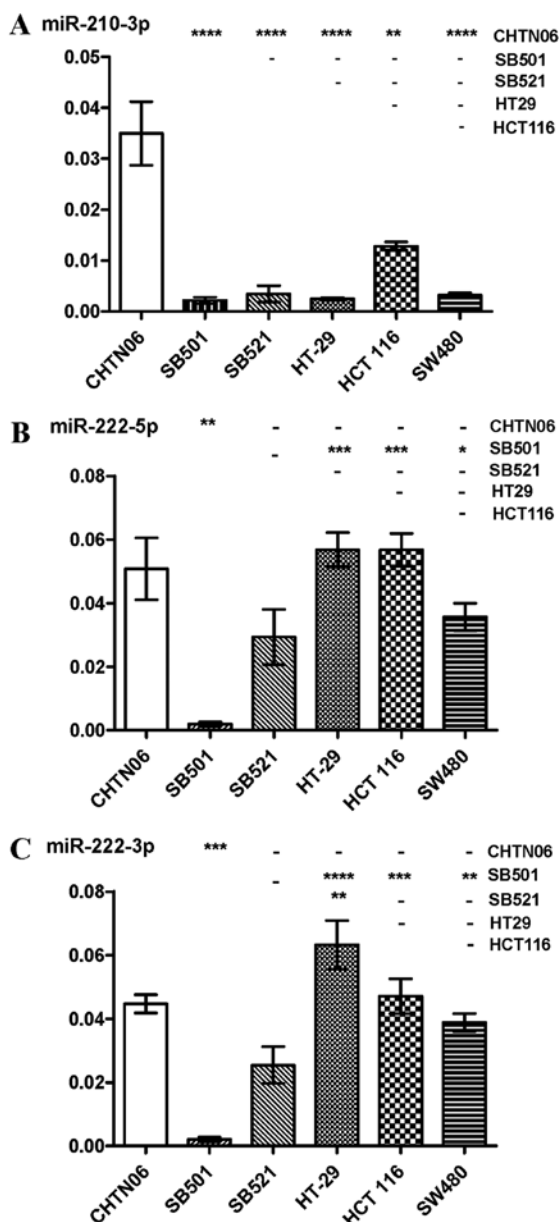 A miR-210-3p
**** **** **** ** **** CHTN06
- - - - SB501
- - - SB521
- - HT29
- HCT116
0.05
0.04
0.03
0.02
0.01
0.00
CHTN06 SB501 SB521 HT-29 HCT 116 SW480
B miR-222-5p
** - - - - CHTN06
- *** *** * SB501
- - - SB521
- - HT29
- HCT116
0.08
0.06
0.04
0.02
0.00
CHTN06 SB501 SB521 HT-29 HCT 116 SW480
C miR-222-3p
*** - - - - CHTN06
- **** *** ** SB501
** - - SB521
- - HT29
- HCT116
0.08
0.06
0.04
0.02
0.00
CHTN06 SB501 SB521 HT-29 HCT 116 SW480